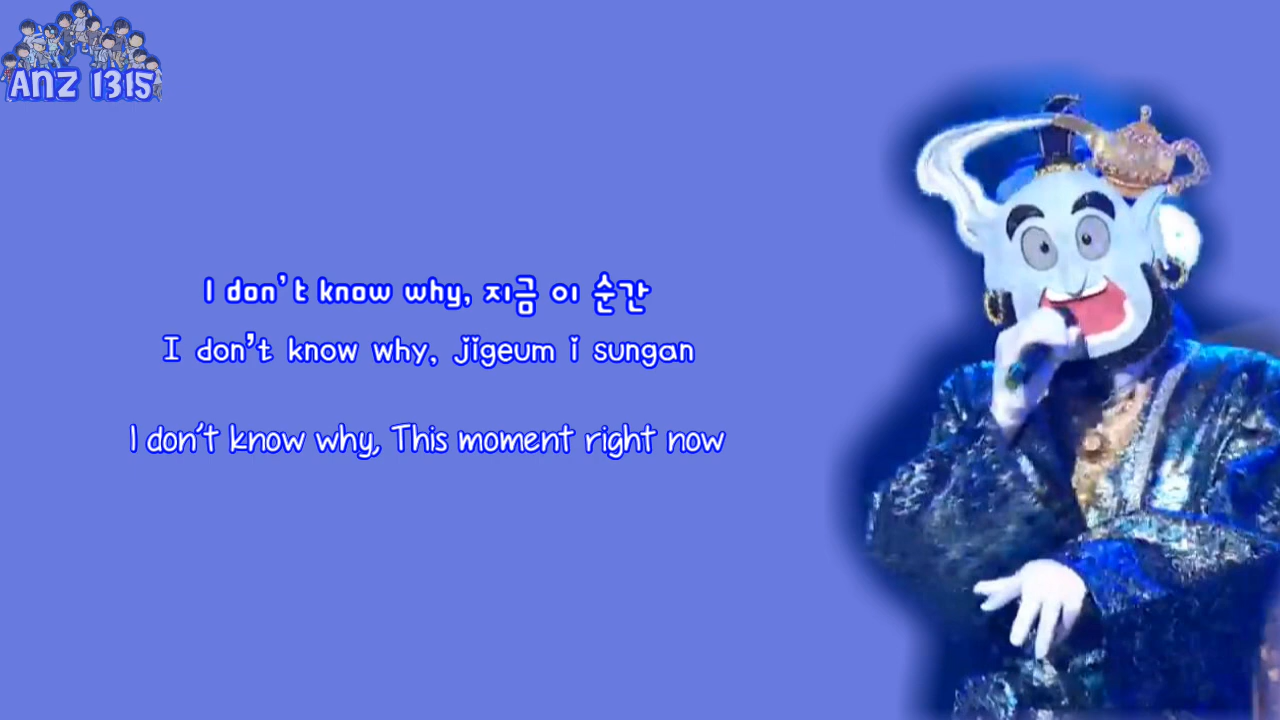 ANZ 1315
I don't know why, 지금 이 순간
I don't know why, jigeum i sungan
I don't know why, This moment right now